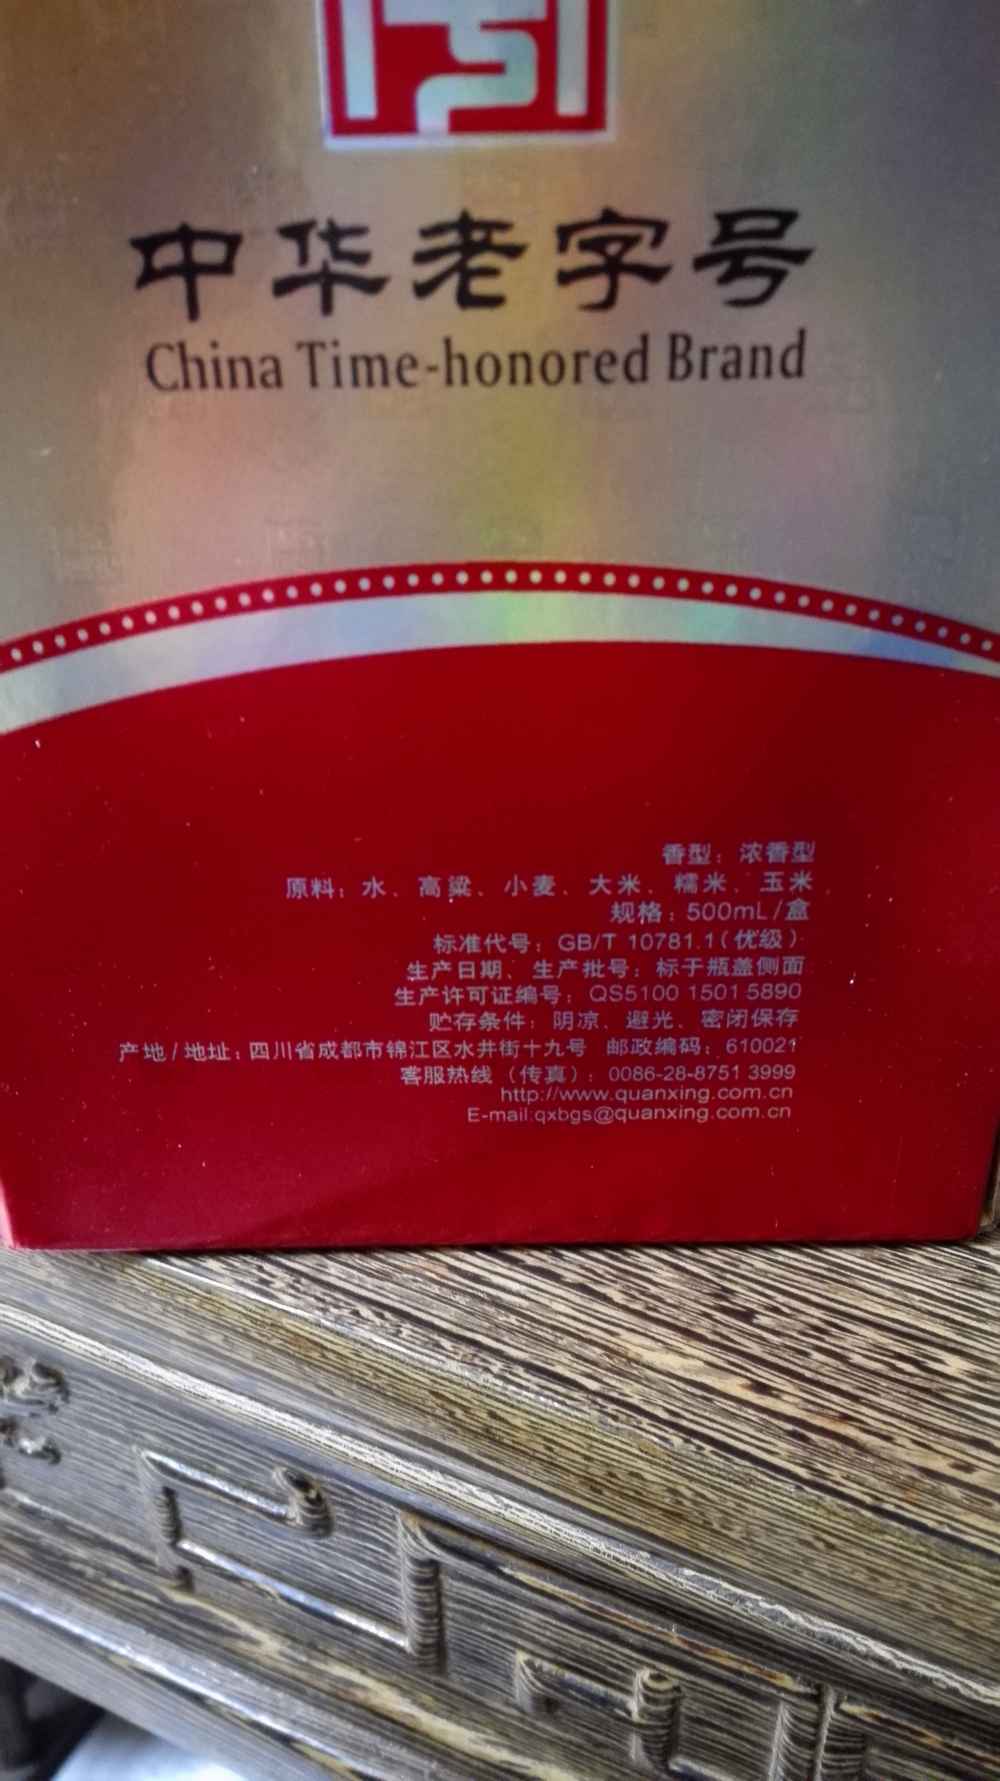 中华老字号
China Time-honored Brand
香型：浓香型
原料：水、高粱、小麦、大米、糯米、玉米
规格：500mL/盒
标准代号：GB/T 10781.1（优级）
生产日期、生产批号：标于瓶盖侧面
生产许可证编号：QS5100 1501 5890
贮存条件：阴凉、避光、密闭保存
产地/地址：四川省成都市锦江区水井街十九号 邮政编码：610021
客服热线（传真）：0086-28-8751 3999
http://www.quanxing.com.cn
E-mail:qxbgs@quanxing.com.cn